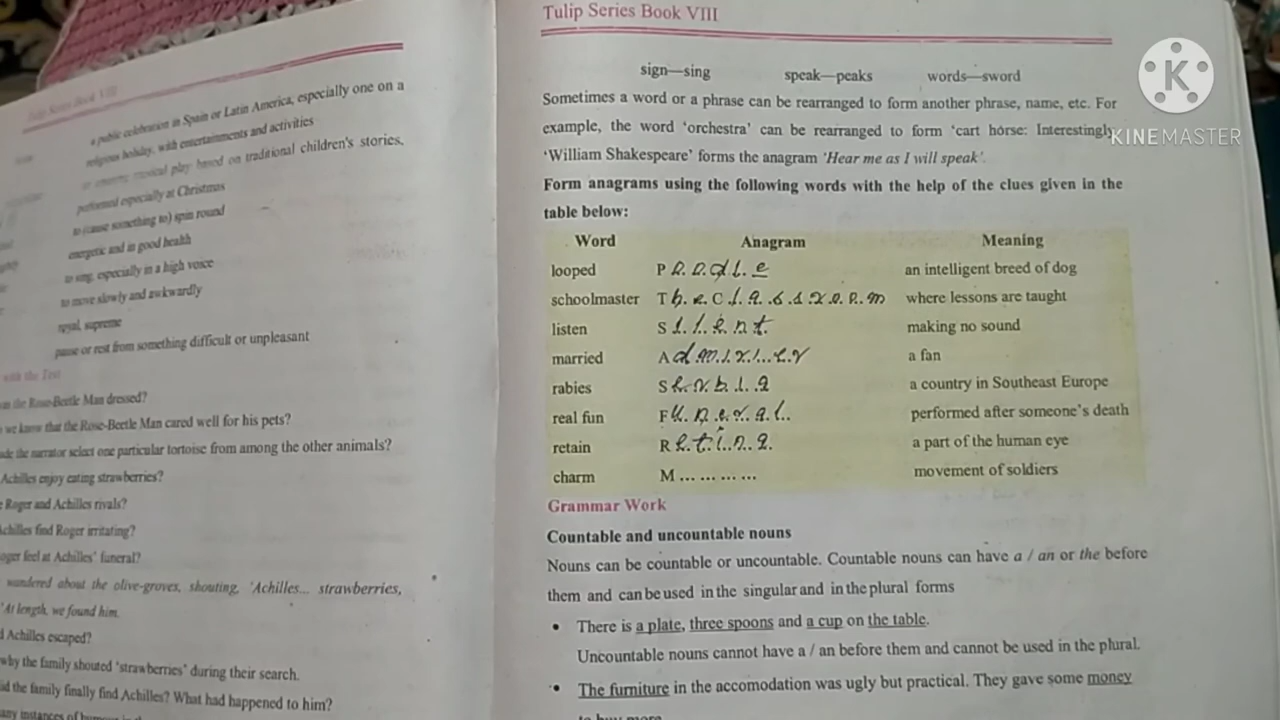 Tulip Series Book VIII
a public celebration in Spain or Latin America, especially one on a
religious holiday, with entertainments and activities
musical play based on traditional children's stories,
performed especially at Christmas
to (cause something to) spin round
energetic and in good health
to sing, especially in a high voice
to move slowly and awkwardly
royal, supreme
pause or rest from something difficult or unpleasant
with the Text
the Rose-Beetle Man dressed?
we know that the Rose-Beetle Man cared well for his pets?
the narrator select one particular tortoise from among the other animals?
Achilles enjoy eating strawberries?
Roger and Achilles rivals?
Achilles find Roger irritating?
feel at Achilles' funeral?
wandered about the olive-groves, shouting, 'Achilles... strawberries,
At length, we found him.
Achilles escaped?
why the family shouted 'strawberries' during their search.
the family finally find Achilles? What had happened to him?
any instances of
Tulip Series Book VIII
sign—sing speak—peaks words—sword
Sometimes a word or a phrase can be rearranged to form another phrase, name, etc. For
example, the word 'orchestra' can be rearranged to form 'cart horse: Interestingly
'William Shakespeare' forms the anagram 'Hear me as I will speak'.
Form anagrams using the following words with the help of the clues given in the
table below:
Word Anagram Meaning
looped Poodle an intelligent breed of dog
schoolmaster The Classroom where lessons are taught
listen Silent making no sound
married Admirer a fan
rabies Serbia a country in Southeast Europe
real fun Funeral performed after someone's death
retain Retina a part of the human eye
charm M ... ... ... ... movement of soldiers
Grammar Work
Countable and uncountable nouns
Nouns can be countable or uncountable. Countable nouns can have a / an or the before
them and can be used in the singular and in the plural forms
• There is a plate, three spoons and a cup on the table.
Uncountable nouns cannot have a / an before them and cannot be used in the plural.
• The furniture in the accomodation was ugly but practical. They gave some money
to buy more
K
KINEMASTER